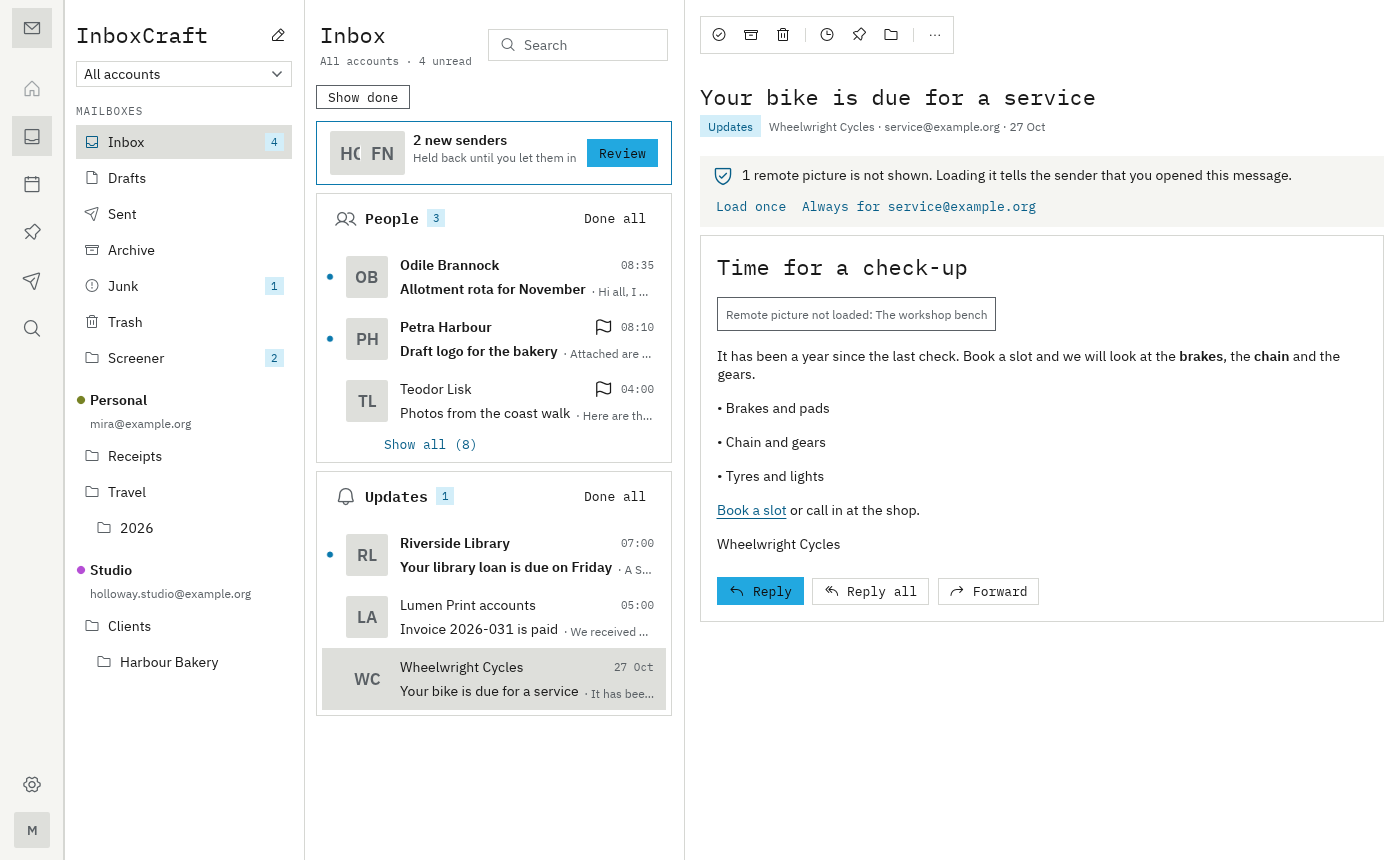 InboxCraft
All accounts
MAILBOXES
Inbox 4
Drafts
Sent
Archive
Junk 1
Trash
Screener 2
Personal
mira@example.org
Receipts
Travel
2026
Studio
holloway.studio@example.org
Clients
Harbour Bakery
M
Inbox
All accounts · 4 unread
Search
Show done
FN
2 new senders
Held back until you let them in
Review
People 3 Done all
OB Odile Brannock 08:35
Allotment rota for November · Hi all, I ...
PH Petra Harbour 08:10
Draft logo for the bakery · Attached are ...
TL Teodor Lisk 04:00
Photos from the coast walk · Here are th...
Show all (8)
Updates 1 Done all
RL Riverside Library 07:00
Your library loan is due on Friday · A S...
LA Lumen Print accounts 05:00
Invoice 2026-031 is paid · We received ...
WC Wheelwright Cycles 27 Oct
Your bike is due for a service · It has bee...
Your bike is due for a service
Updates Wheelwright Cycles · service@example.org · 27 Oct
1 remote picture is not shown. Loading it tells the sender that you opened this message.
Load once Always for service@example.org
Time for a check-up
Remote picture not loaded: The workshop bench
It has been a year since the last check. Book a slot and we will look at the brakes, the chain and the
gears.
• Brakes and pads
• Chain and gears
• Tyres and lights
Book a slot or call in at the shop.
Wheelwright Cycles
Reply Reply all Forward